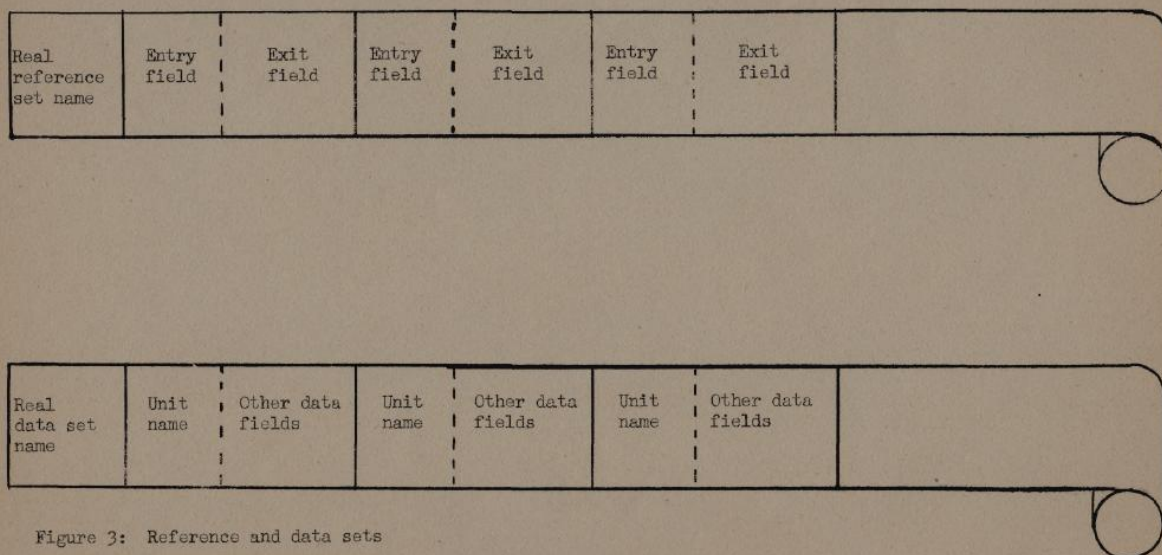 Real Entry Exit Entry Exit Entry Exit
reference field field field field field field
set name
Real Unit Other data Unit Other data Unit Other data
data set name fields name fields name fields
name
Figure 3: Reference and data sets